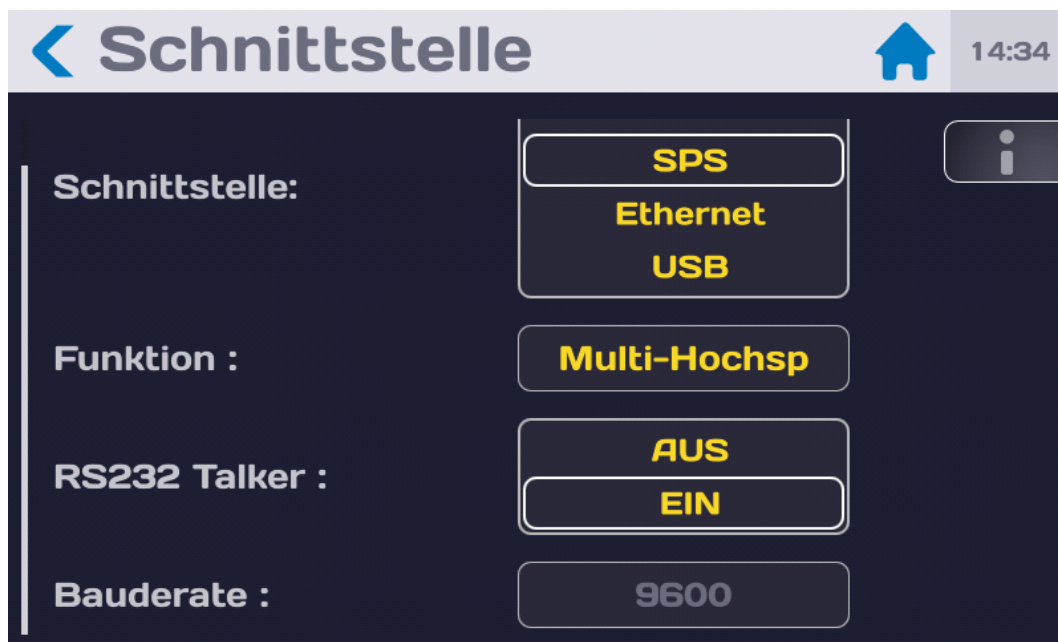 Schnittstelle
14:34
Schnittstelle:
SPS
Ethernet
USB
Funktion :
Multi-Hochsp
RS232 Talker :
AUS
EIN
Bauderate :
9600